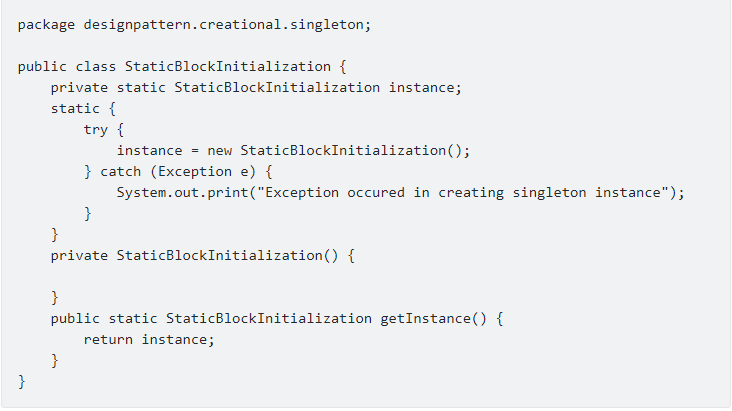 package designpattern.creational.singleton;

public class StaticBlockInitialization {
    private static StaticBlockInitialization instance;
    static {
        try {
            instance = new StaticBlockInitialization();
        } catch (Exception e) {
            System.out.print("Exception occured in creating singleton instance");
        }
    }
    private StaticBlockInitialization() {

    }
    public static StaticBlockInitialization getInstance() {
        return instance;
    }
}